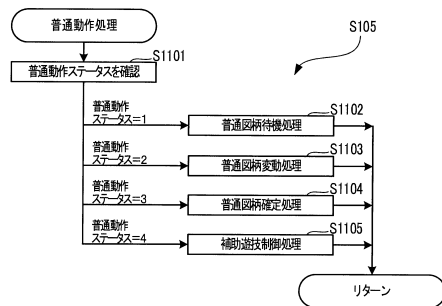 普通動作処理
S105
S1101
普通動作ステータスを確認
普通動作
ステータス=1
S1102
普通図柄待機処理
普通動作
ステータス=2
S1103
普通図柄変動処理
普通動作
ステータス=3
S1104
普通図柄確定処理
普通動作
ステータス=4
S1105
補助遊技制御処理
リターン